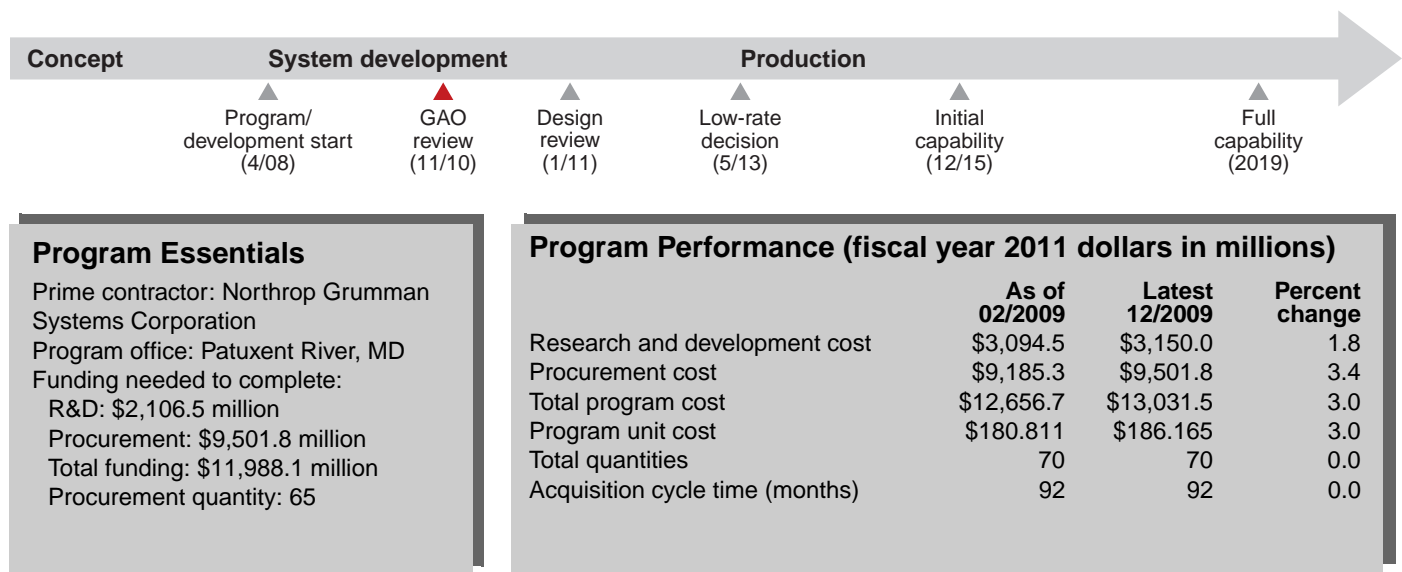 Concept System development Production
Program/
development start
(4/08)
GAO
review
(11/10)
Design
review
(1/11)
Low-rate
decision
(5/13)
Initial
capability
(12/15)
Full
capability
(2019)
Program Essentials
Prime contractor: Northrop Grumman
Systems Corporation
Program office: Patuxent River, MD
Funding needed to complete:
R&D: $2,106.5 million
Procurement: $9,501.8 million
Total funding: $11,988.1 million
Procurement quantity: 65
Program Performance (fiscal year 2011 dollars in millions)
As of
02/2009
Latest
12/2009
Percent
change
Research and development cost $3,094.5 $3,150.0 1.8
Procurement cost $9,185.3 $9,501.8 3.4
Total program cost $12,656.7 $13,031.5 3.0
Program unit cost $180.811 $186.165 3.0
Total quantities 70 70 0.0
Acquisition cycle time (months) 92 92 0.0